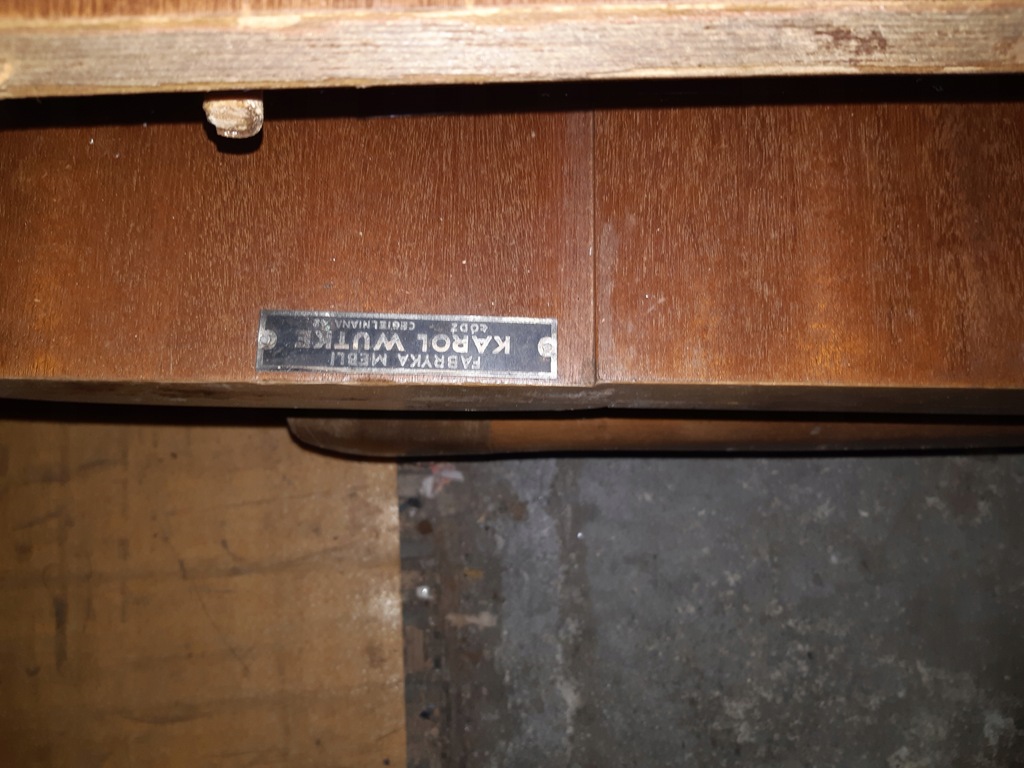 FABRYKA MEBLI
KAROL WUTKE
ŁÓDŹ CEGIELNIANA